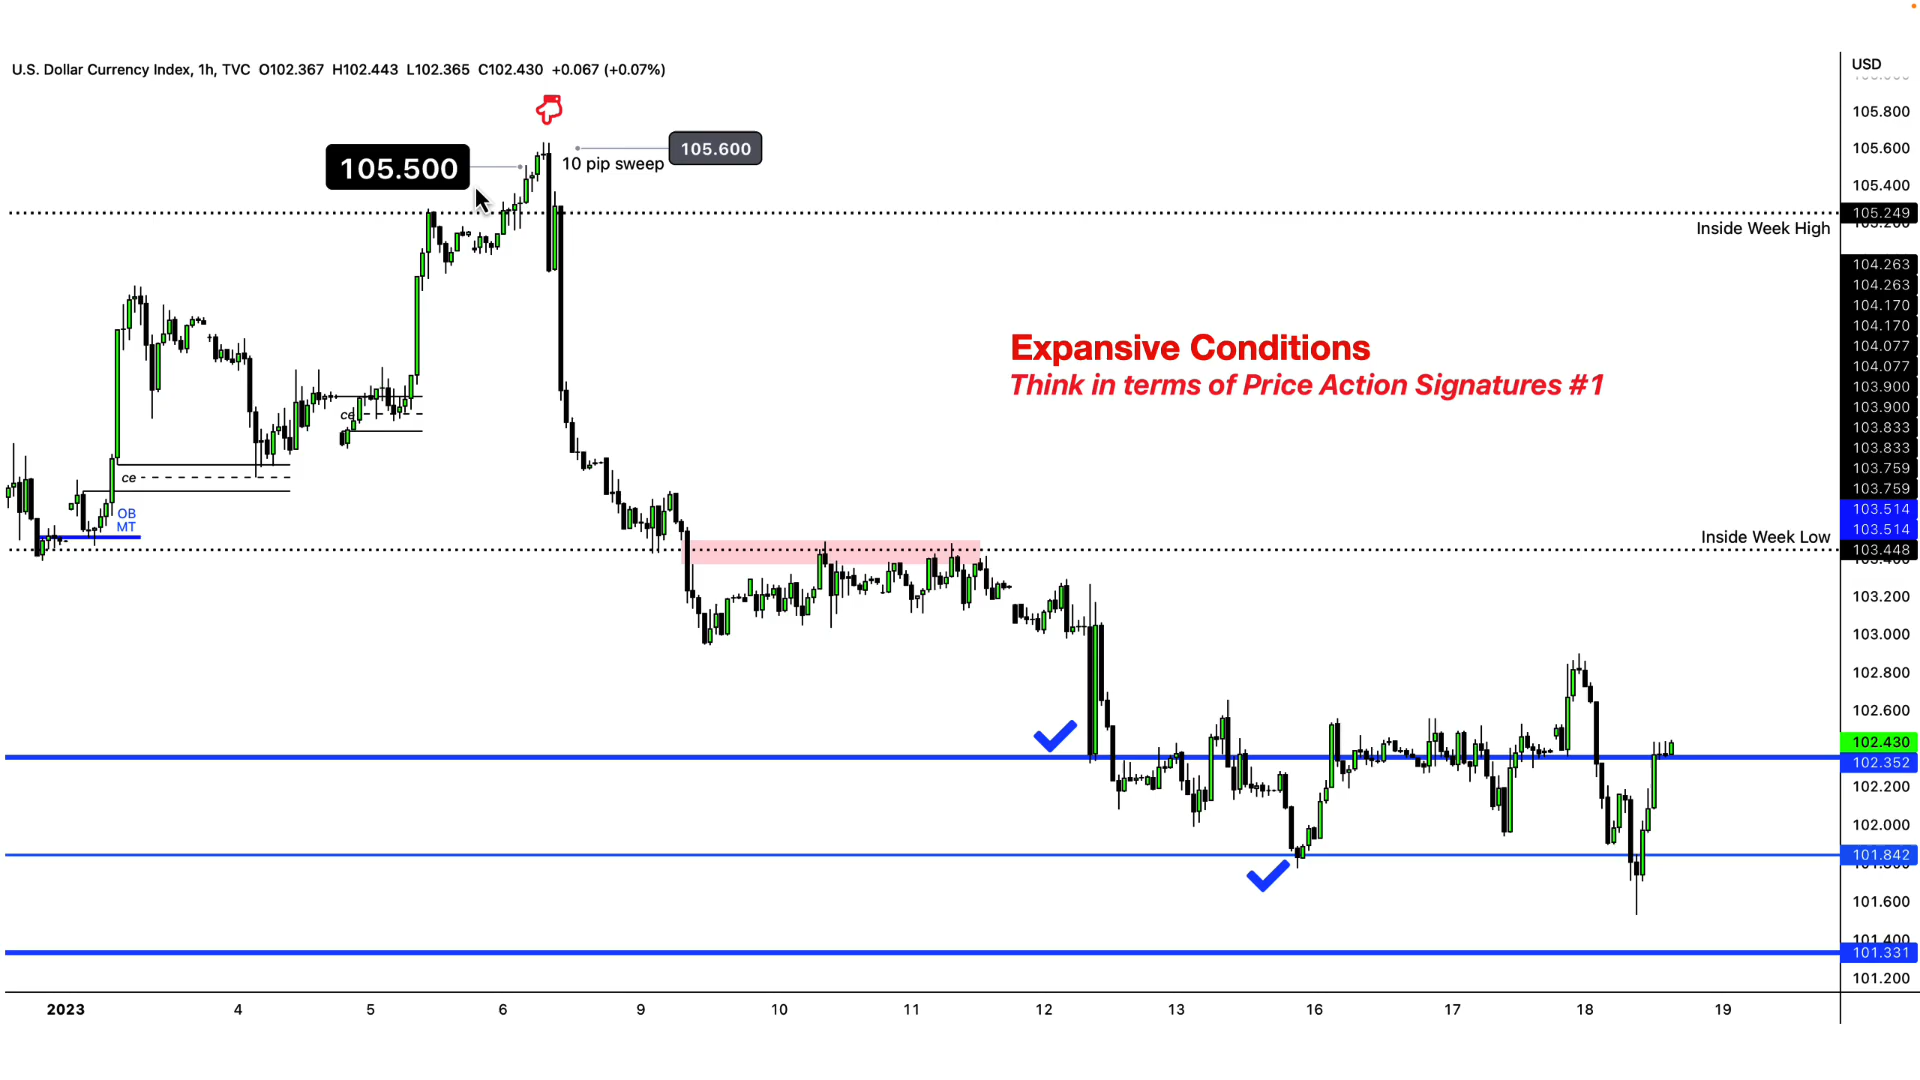 U.S. Dollar Currency Index, 1h, TVC O102.367 H102.443 L102.365 C102.430 +0.067 (+0.07%)
USD
105.800
105.500
105.600
10 pip sweep
105.600
105.400
105.249
Inside Week High
104.263
104.263
104.170
104.170
104.077
104.077
103.900
103.900
103.833
103.833
103.759
103.759
103.514
103.514
Expansive Conditions
Think in terms of Price Action Signatures #1
ce
ce
OB
MT
Inside Week Low
103.448
103.200
103.000
102.800
102.600
102.430
102.352
102.200
102.000
101.842
101.600
101.400
101.331
101.200
2023 4 5 6 9 10 11 12 13 16 17 18 19